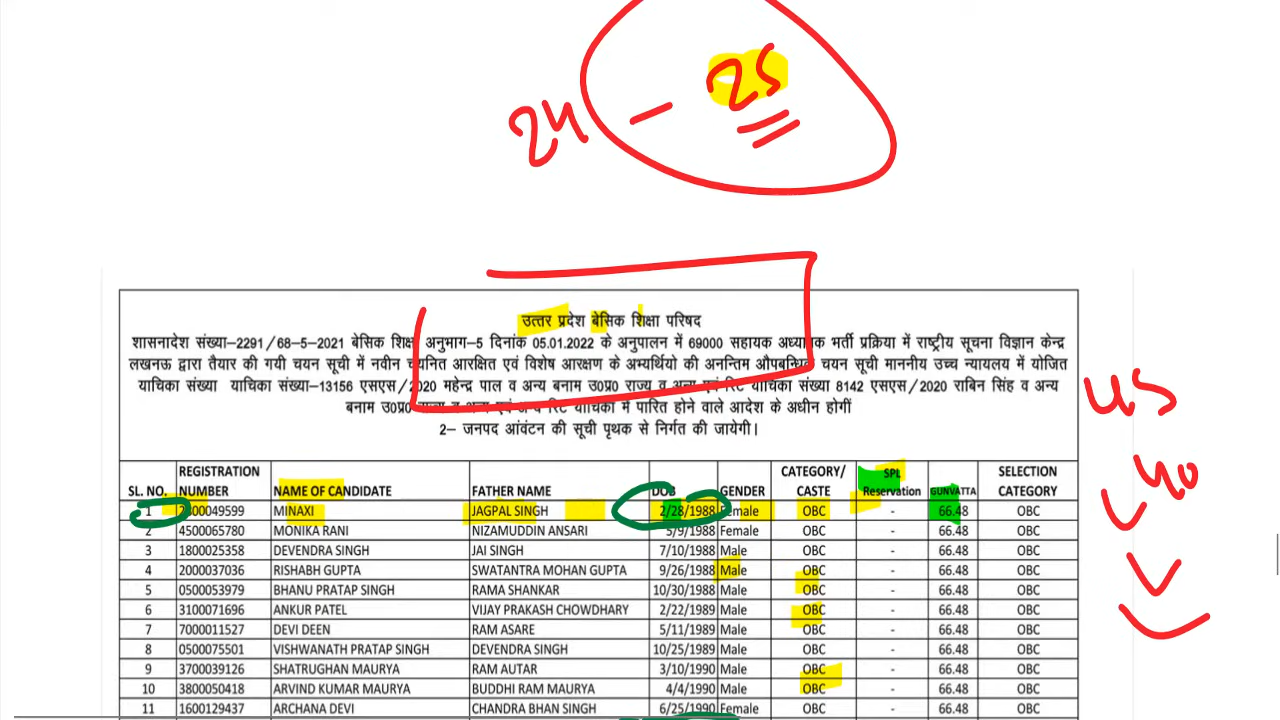 24 - 25
उत्तर प्रदेश बेसिक शिक्षा परिषद
शासनादेश संख्या-2291/68-5-2021 बेसिक शिक्षा अनुभाग-5 दिनांक 05.01.2022 के अनुपालन में 69000 सहायक अध्यापक भर्ती प्रक्रिया में राष्ट्रीय सूचना विज्ञान केन्द्र
लखनऊ द्वारा तैयार की गयी चयन सूची में नवीन चयनित आरक्षित एवं विशेष आरक्षण के अभ्यर्थियो की अनन्तिम औपबन्धिक चयन सूची माननीय उच्च न्यायालय में योजित
याचिका संख्या याचिका संख्या-13156 एसएस/2020 महेन्द्र पाल व अन्य बनाम उ0प्र0 राज्य व अन्य एवं रिट याचिका संख्या 8142 एसएस/2020 राबिन सिंह व अन्य
बनाम उ0प्र0 राज्य व अन्य एवं अन्य रिट याचिका में पारित होने वाले आदेश के अधीन होगीं
2- जनपद आंवंटन की सूची पृथक से निर्गत की जायेगी।
45
40
SL. NO. REGISTRATION NUMBER NAME OF CANDIDATE FATHER NAME DOB GENDER CATEGORY/ CASTE SPL Reservation GUNVATTA SELECTION CATEGORY
1 2800049599 MINAXI JAGPAL SINGH 2/28/1988 Female OBC - 66.48 OBC
2 4500065780 MONIKA RANI NIZAMUDDIN ANSARI 5/9/1988 Female OBC - 66.48 OBC
3 1800025358 DEVENDRA SINGH JAI SINGH 7/10/1988 Male OBC - 66.48 OBC
4 2000037036 RISHABH GUPTA SWATANTRA MOHAN GUPTA 9/26/1988 Male OBC - 66.48 OBC
5 0500053979 BHANU PRATAP SINGH RAMA SHANKAR 10/30/1988 Male OBC - 66.48 OBC
6 3100071696 ANKUR PATEL VIJAY PRAKASH CHOWDHARY 2/22/1989 Male OBC - 66.48 OBC
7 7000011527 DEVI DEEN RAM ASARE 5/11/1989 Male OBC - 66.48 OBC
8 0500075501 VISHWANATH PRATAP SINGH DEVENDRA SINGH 10/25/1989 Male OBC - 66.48 OBC
9 3700039126 SHATRUGHAN MAURYA RAM AUTAR 3/10/1990 Male OBC - 66.48 OBC
10 3800050418 ARVIND KUMAR MAURYA BUDDHI RAM MAURYA 4/4/1990 Male OBC - 66.48 OBC
11 1600129437 ARCHANA DEVI CHANDRA BHAN SINGH 6/25/1990 Female OBC - 66.48 OBC